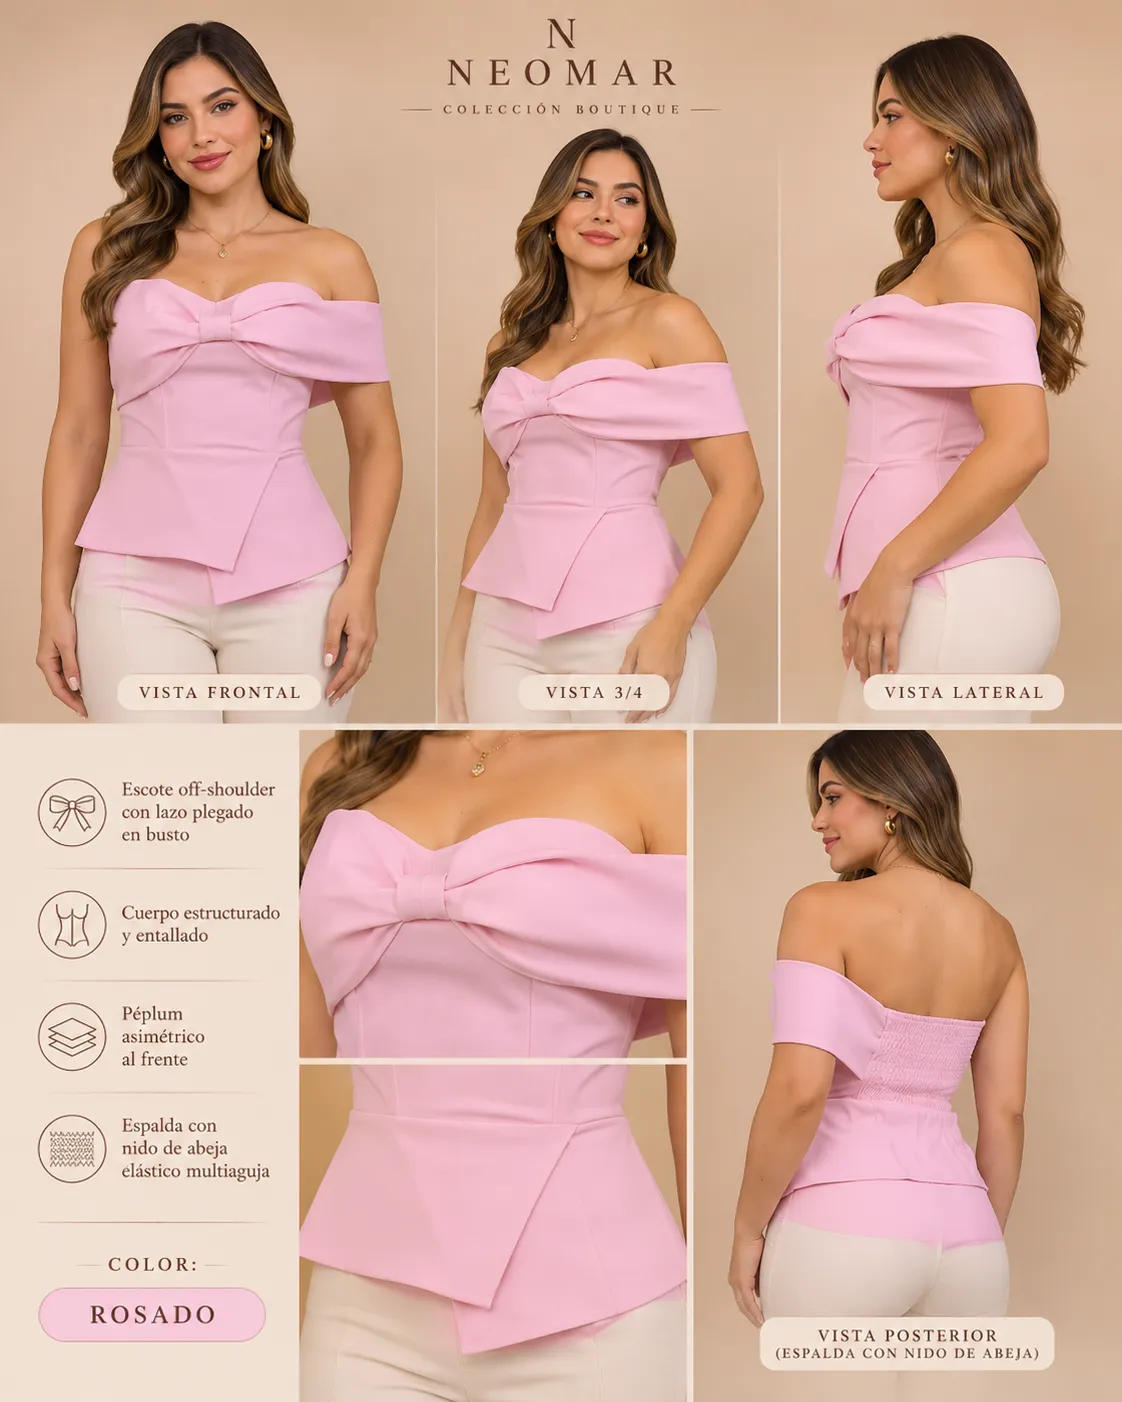 N
NEOMAR
COLECCIÓN BOUTIQUE
VISTA FRONTAL
VISTA 3/4
VISTA LATERAL
Escote off-shoulder
con lazo plegado
en busto
Cuerpo estructurado
y entallado
Péplum
asimétrico
al frente
Espalda con
nido de abeja
elástico multiaguja
COLOR:
ROSADO
VISTA POSTERIOR
(ESPALDA CON NIDO DE ABEJA)